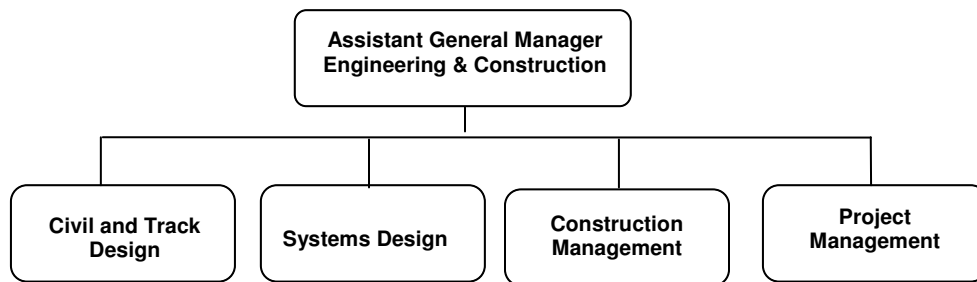 Assistant General Manager
Engineering & Construction
Civil and Track
Design
Systems Design
Construction
Management
Project
Management